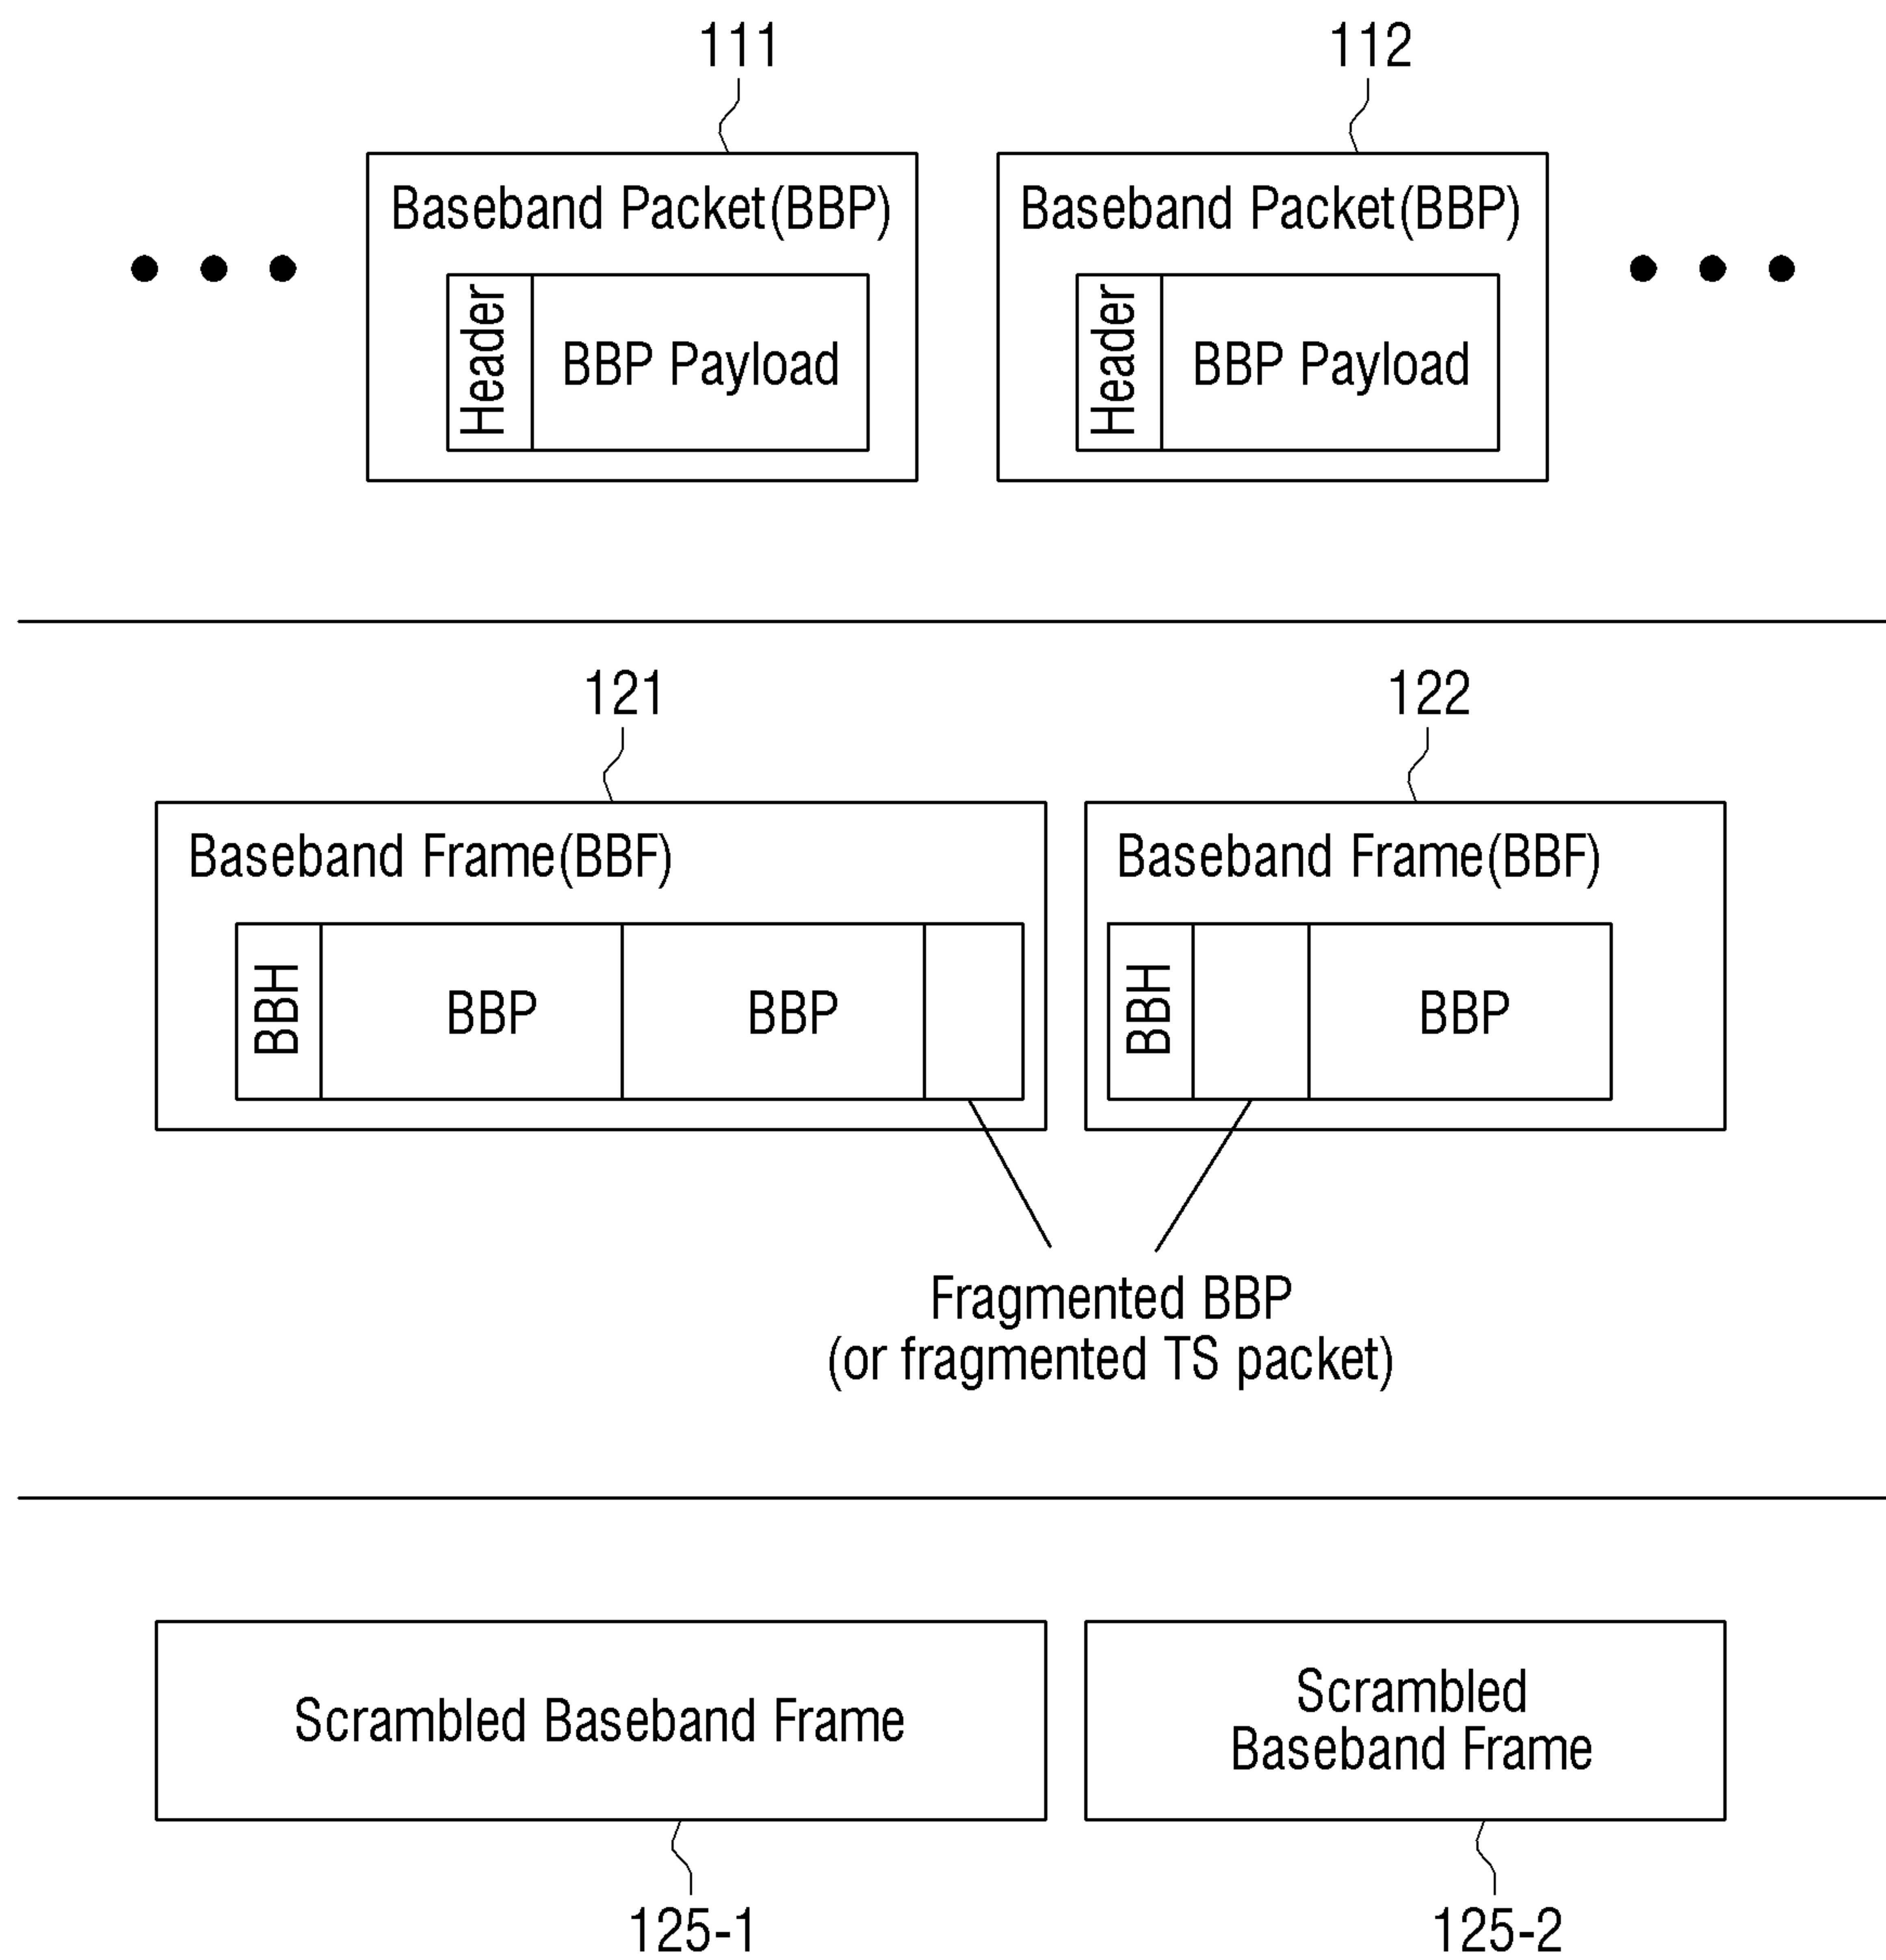 111
112
Baseband Packet(BBP)
Baseband Packet(BBP)
Header
BBP Payload
Header
BBP Payload
121
122
Baseband Frame(BBF)
Baseband Frame(BBF)
BBH
BBP
BBP
BBH
BBP
Fragmented BBP
(or fragmented TS packet)
Scrambled Baseband Frame
Scrambled
Baseband Frame
125-1
125-2